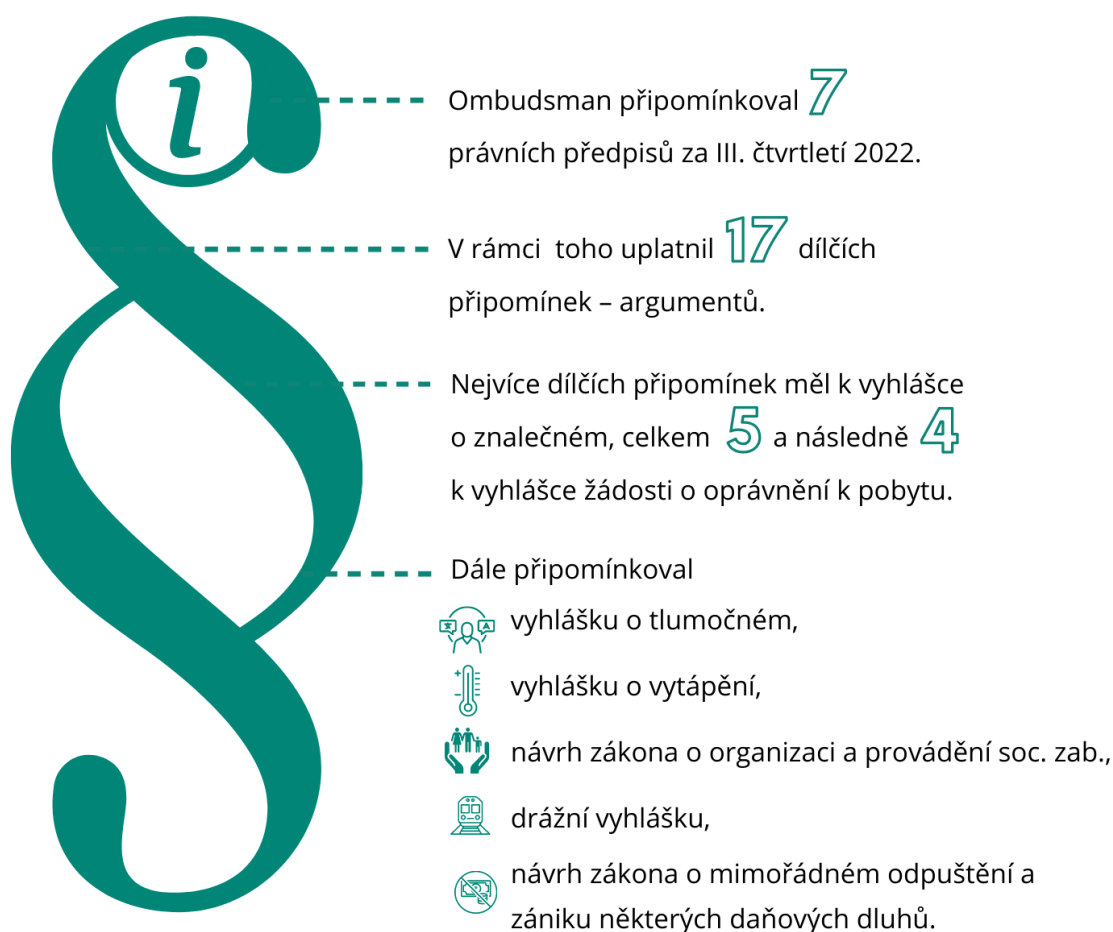 i
Ombudsman připomínkoval 7
právních předpisů za III. čtvrtletí 2022.
V rámci toho uplatnil 17 dílčích
připomínek – argumentů.
Nejvíce dílčích připomínek měl k vyhlášce
o znalečném, celkem 5 a následně 4
k vyhlášce žádosti o oprávnění k pobytu.
Dále připomínkoval
vyhlášku o tlumočném,
vyhlášku o vytápění,
návrh zákona o organizaci a provádění soc. zab.,
drážní vyhlášku,
návrh zákona o mimořádném odpuštění a
zániku některých daňových dluhů.